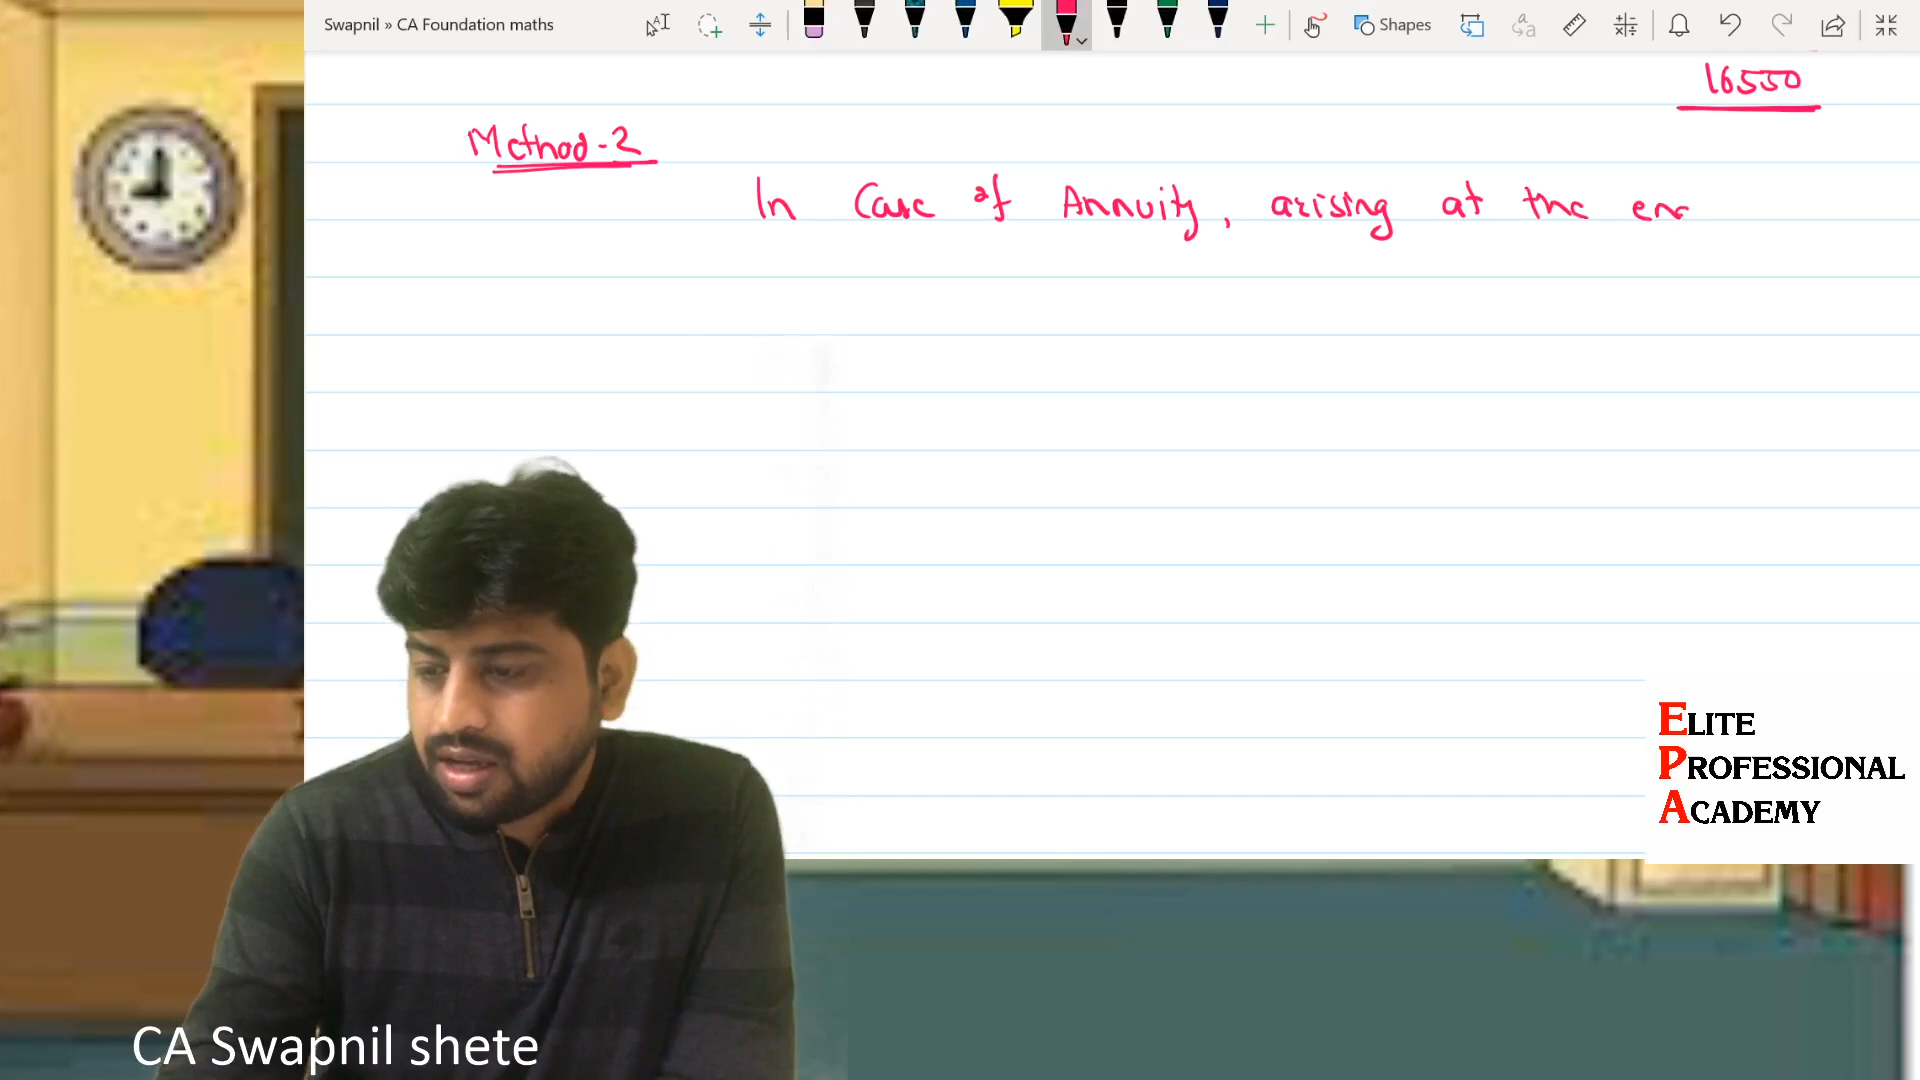 Swapnil » CA Foundation maths
Shapes
16550
Method-2
In Case of Annuity, arising at the en
ELITE
PROFESSIONAL
ACADEMY
CA Swapnil shete